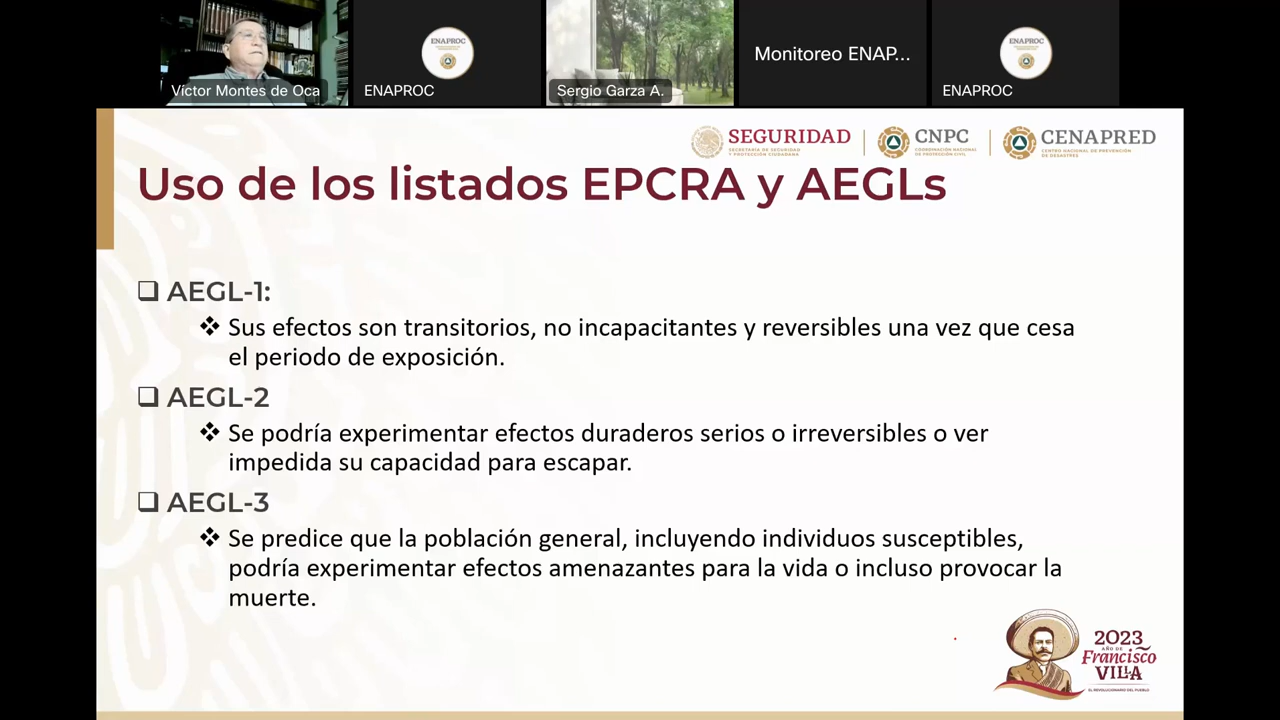 Víctor Montes de Oca
ENAPROC
ENAPROC
Sergio Garza A.
Monitoreo ENAP...
ENAPROC
ENAPROC
SEGURIDAD
SECRETARÍA DE SEGURIDAD
Y PROTECCIÓN CIUDADANA
CNPC
COORDINACIÓN NACIONAL
DE PROTECCIÓN CIVIL
CENAPRED
CENTRO NACIONAL DE PREVENCIÓN
DE DESASTRES
Uso de los listados EPCRA y AEGLs
❑ AEGL-1:
❖ Sus efectos son transitorios, no incapacitantes y reversibles una vez que cesa
el periodo de exposición.
❑ AEGL-2
❖ Se podría experimentar efectos duraderos serios o irreversibles o ver
impedida su capacidad para escapar.
❑ AEGL-3
❖ Se predice que la población general, incluyendo individuos susceptibles,
podría experimentar efectos amenazantes para la vida o incluso provocar la
muerte.
2023
AÑO DE
Francisco
VILLA
EL REVOLUCIONARIO DEL PUEBLO